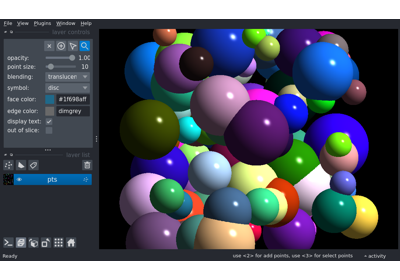 File View Plugins Window Help
layer controls
opacity: 1.00
point size: 10
blending: translucen
symbol: disc
face color: #1f698aff
edge color: dimgrey
display text:
out of slice:
layer list
pts
Ready
use <2> for add points, use <3> for select points
activity